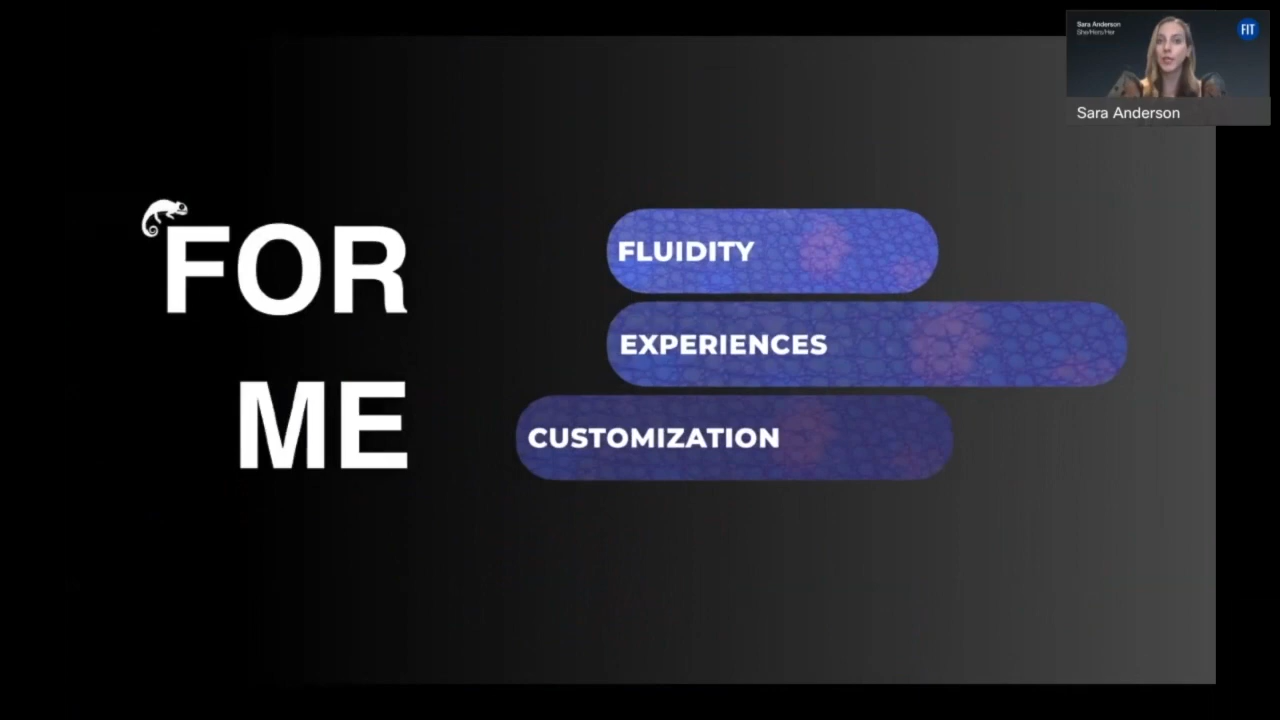 FOR
ME
FLUIDITY
EXPERIENCES
CUSTOMIZATION
Sara Anderson
She/Hers/Her
FIT
Sara Anderson